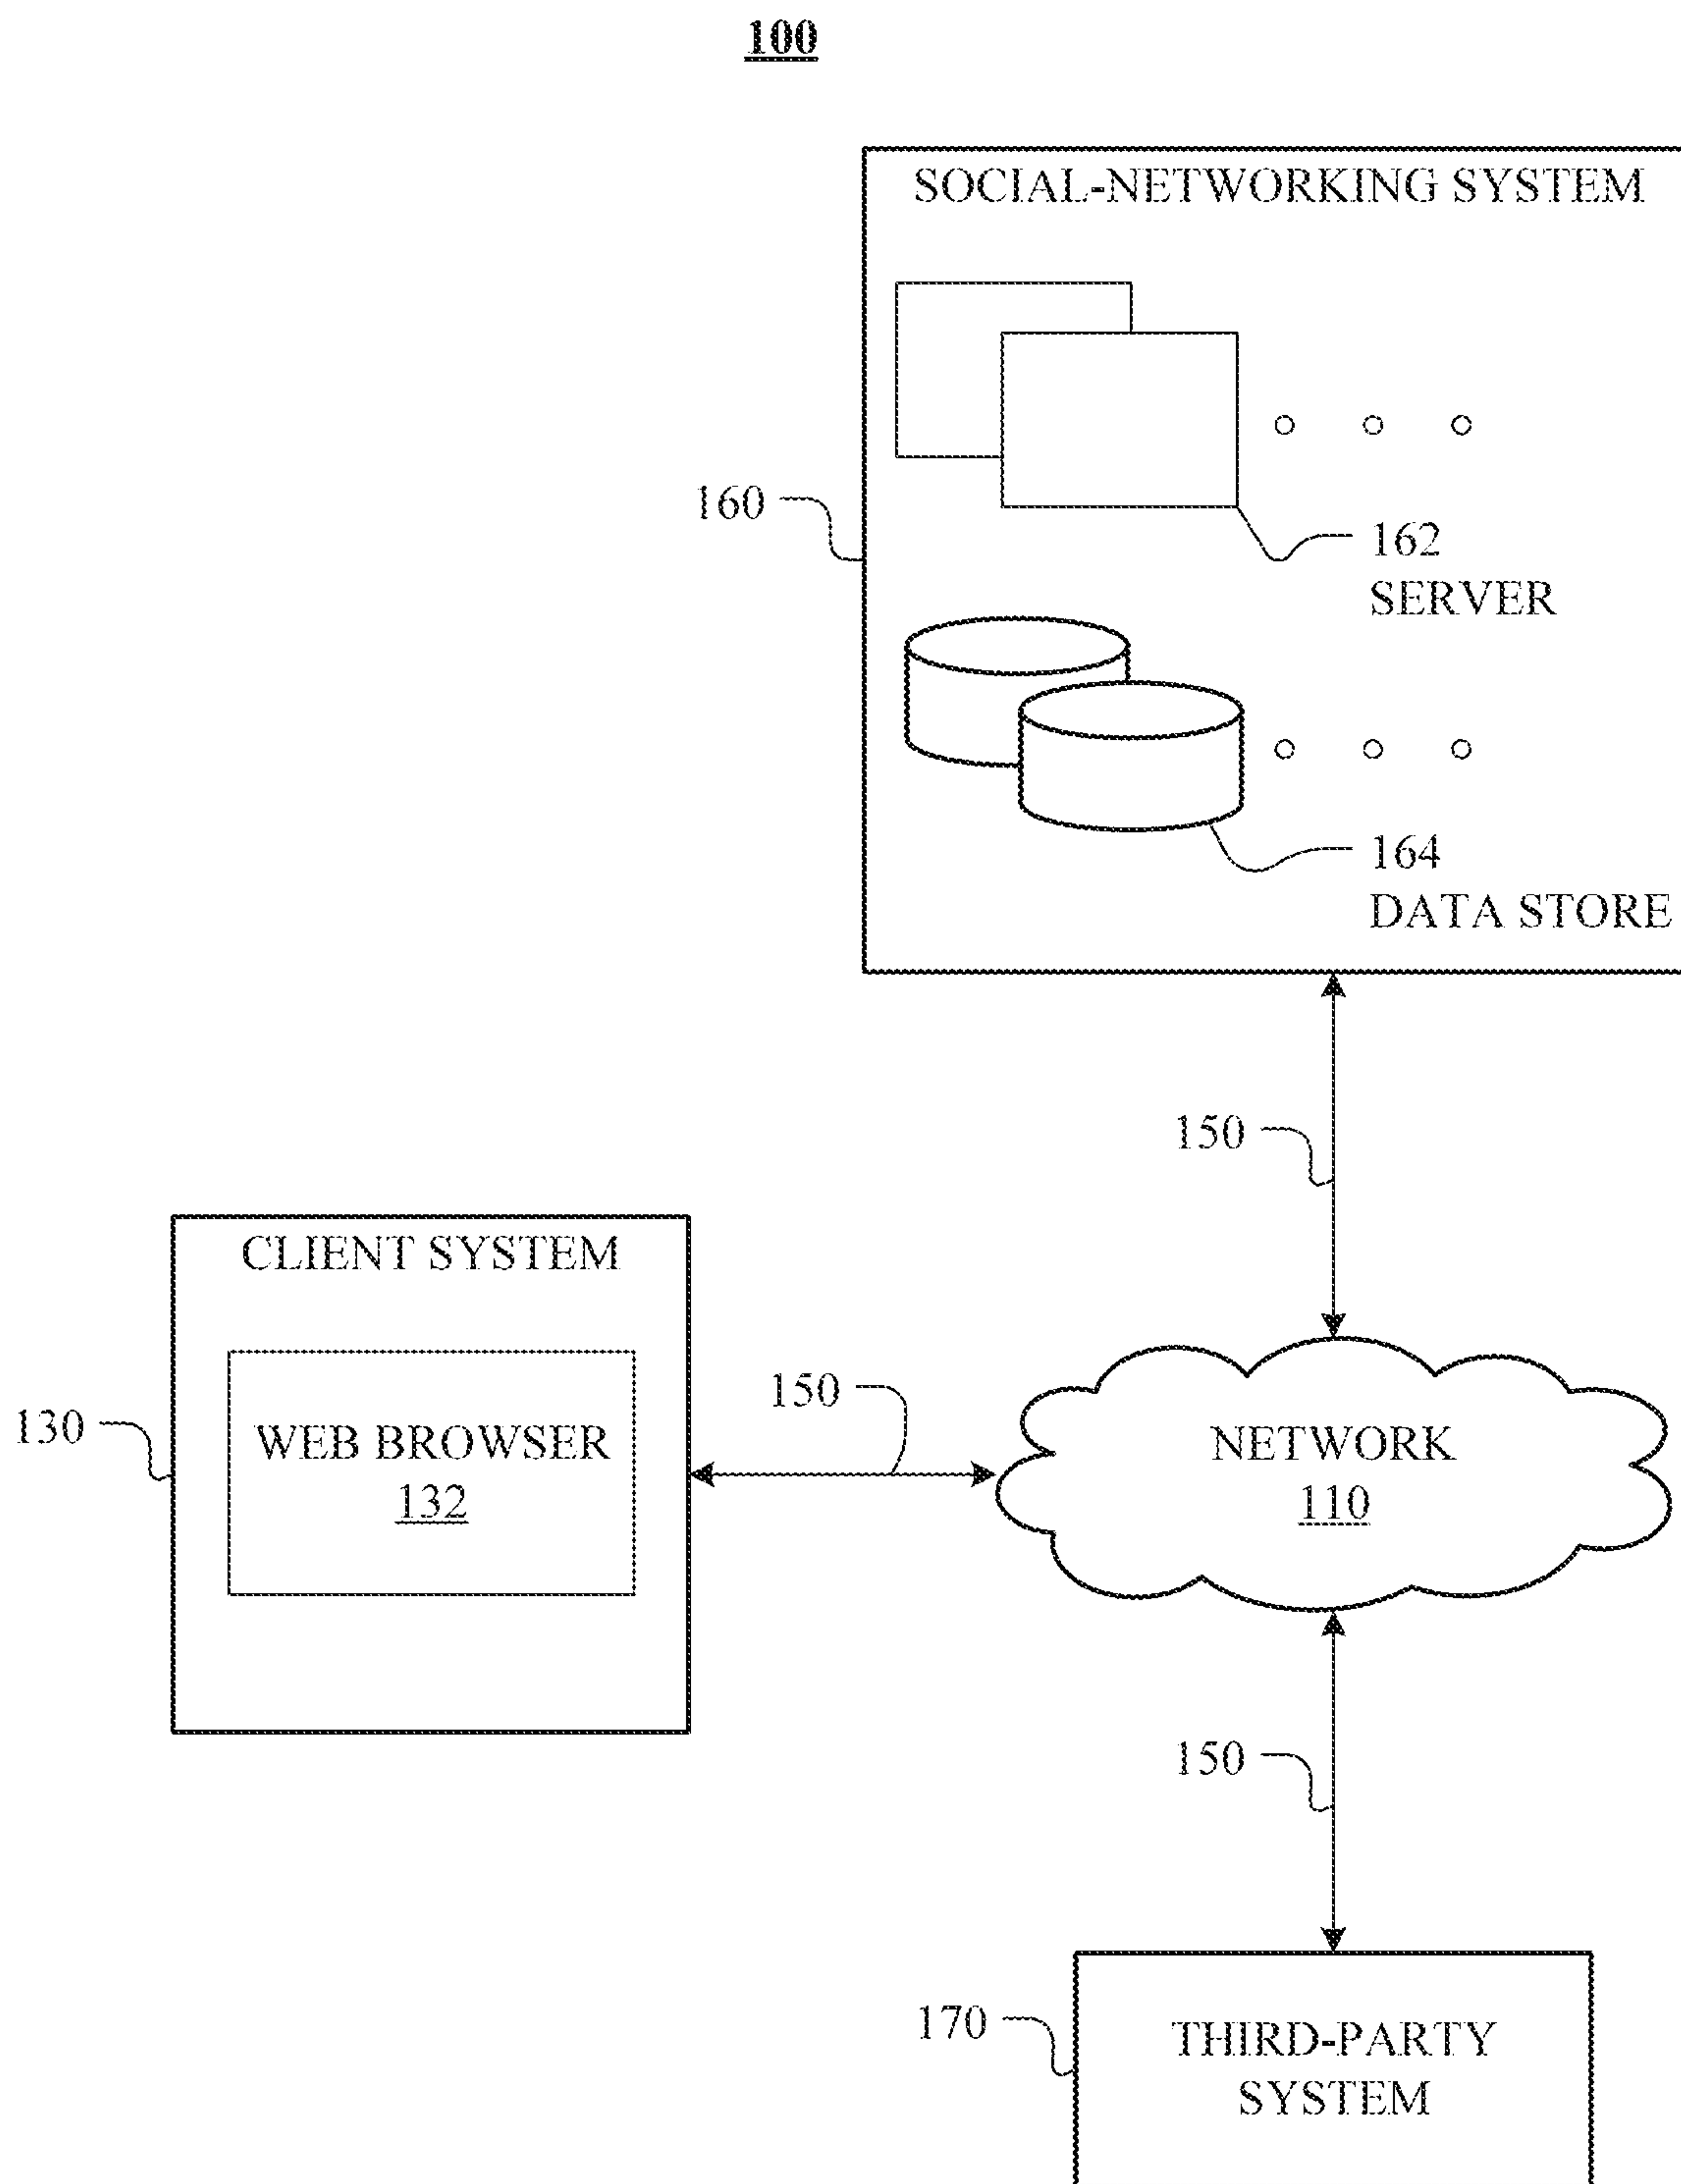 100
SOCIAL-NETWORKING SYSTEM
160
162
SERVER
164
DATA STORE
150
CLIENT SYSTEM
130
WEB BROWSER
132
150
NETWORK
110
150
170
THIRD-PARTY
SYSTEM